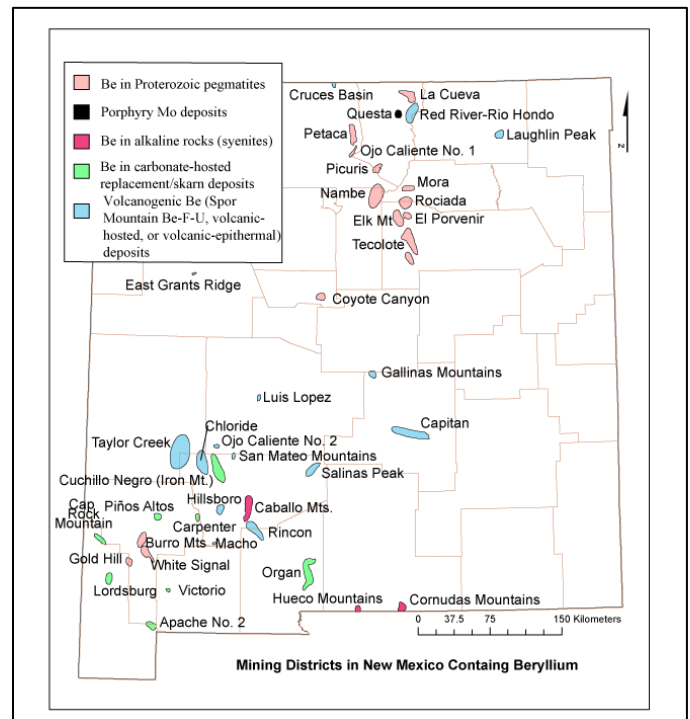 Be in Proterozoic pegmatites
Porphyry Mo deposits
Be in alkaline rocks (syenites)
Be in carbonate-hosted
replacement/skarn deposits
Volcanogenic Be (Spor
Mountain Be-F-U, volcanic-
hosted, or volcanic-epithermal)
deposits
Cruces Basin
La Cueva
Questa
Red River-Rio Hondo
Petaca
Laughlin Peak
Ojo Caliente No. 1
Picuris
Mora
Nambe
Rociada
Elk Mt
El Porvenir
Tecolote
z
East Grants Ridge
Coyote Canyon
Gallinas Mountains
Luis Lopez
Chloride
Capitan
Taylor Creek
Ojo Caliente No. 2
San Mateo Mountains
Salinas Peak
Cuchillo Negro (Iron Mt.)
Cap
Rock
Mountain
Piños Altos
Hillsboro
Caballo Mts.
Carpenter
Rincon
Burro Mts
Macho
Gold Hill
White Signal
Organ
Lordsburg
Victorio
Hueco Mountains
Cornudas Mountains
Apache No. 2
0 37.5 75 150 Kilometers
Mining Districts in New Mexico Containg Beryllium